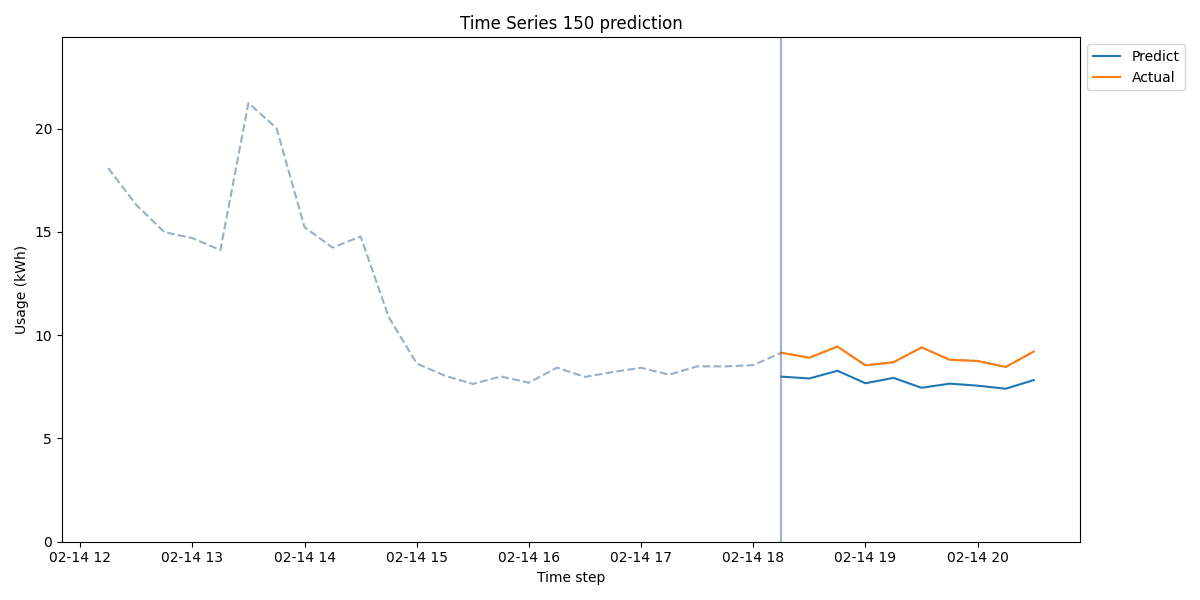 Time Series 150 prediction
Predict
Actual
Usage (kWh)
20
15
10
5
0
02-14 12
02-14 13
02-14 14
02-14 15
02-14 16
02-14 17
02-14 18
02-14 19
02-14 20
Time step